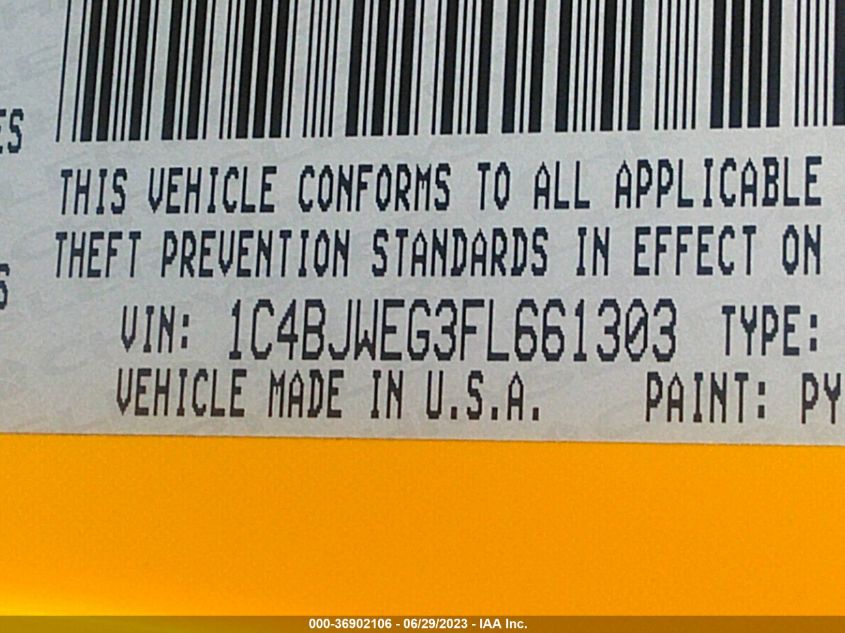 ES
THIS VEHICLE CONFORMS TO ALL APPLICABLE
THEFT PREVENTION STANDARDS IN EFFECT ON
S
VIN: 1C4BJWEG3FL661303 TYPE:
VEHICLE MADE IN U.S.A. PAINT: PY
000-36902106 - 06/29/2023 - IAA Inc.